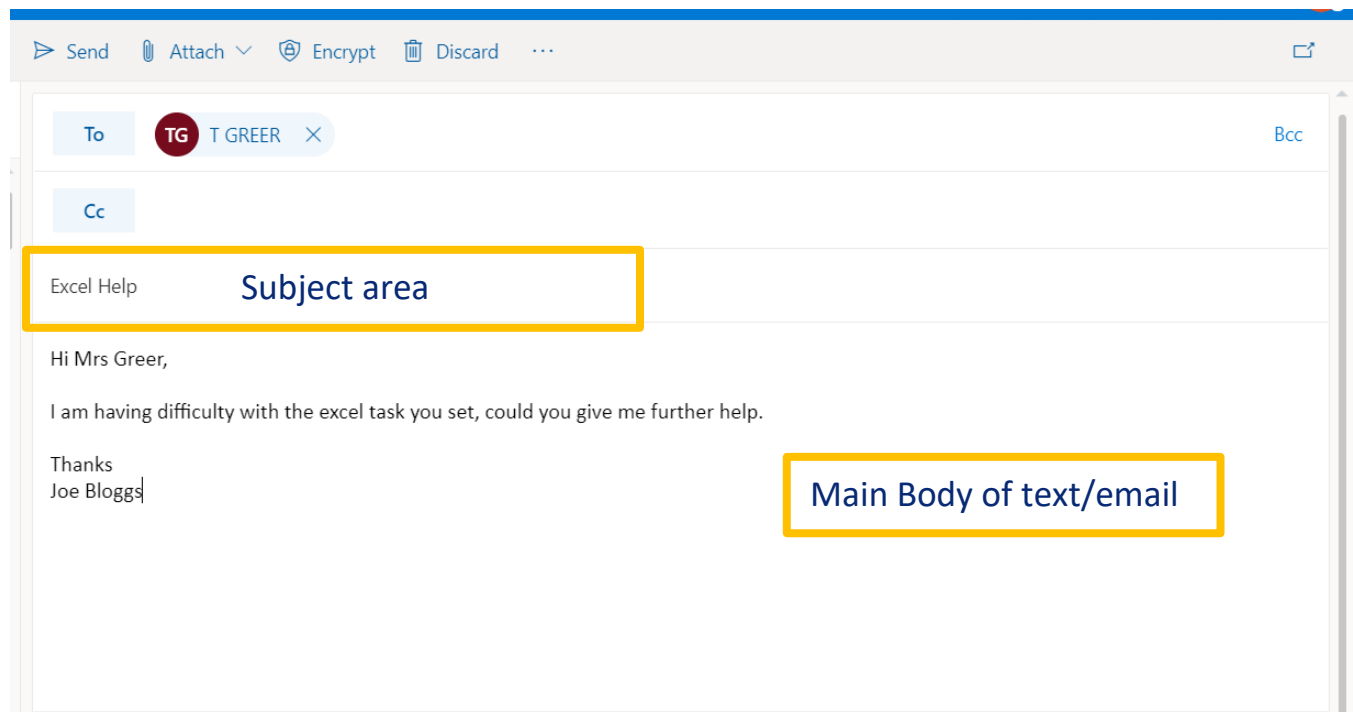 Send Attach Encrypt Discard ...
To TG T GREER Bcc
Cc
Excel Help Subject area
Hi Mrs Greer,
I am having difficulty with the excel task you set, could you give me further help.
Thanks
Joe Bloggs
Main Body of text/email